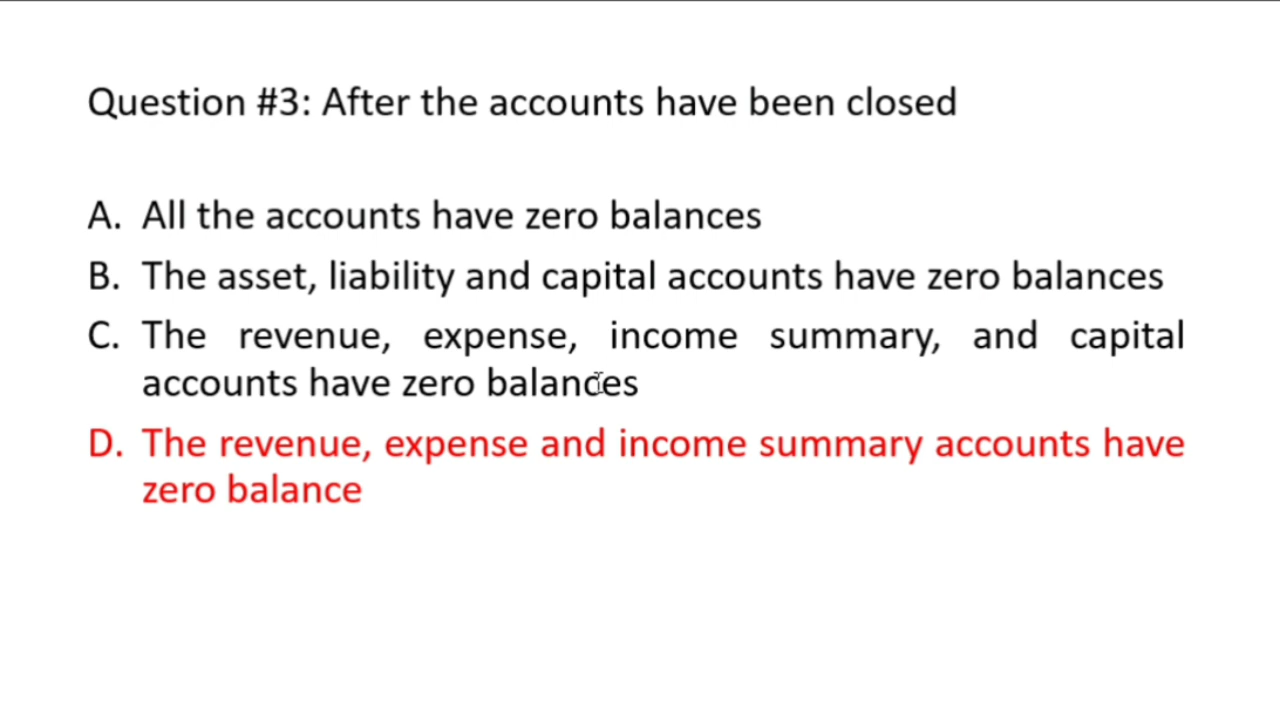 Question #3: After the accounts have been closed
A. All the accounts have zero balances
B. The asset, liability and capital accounts have zero balances
C. The revenue, expense, income summary, and capital
accounts have zero balances
D. The revenue, expense and income summary accounts have
zero balance